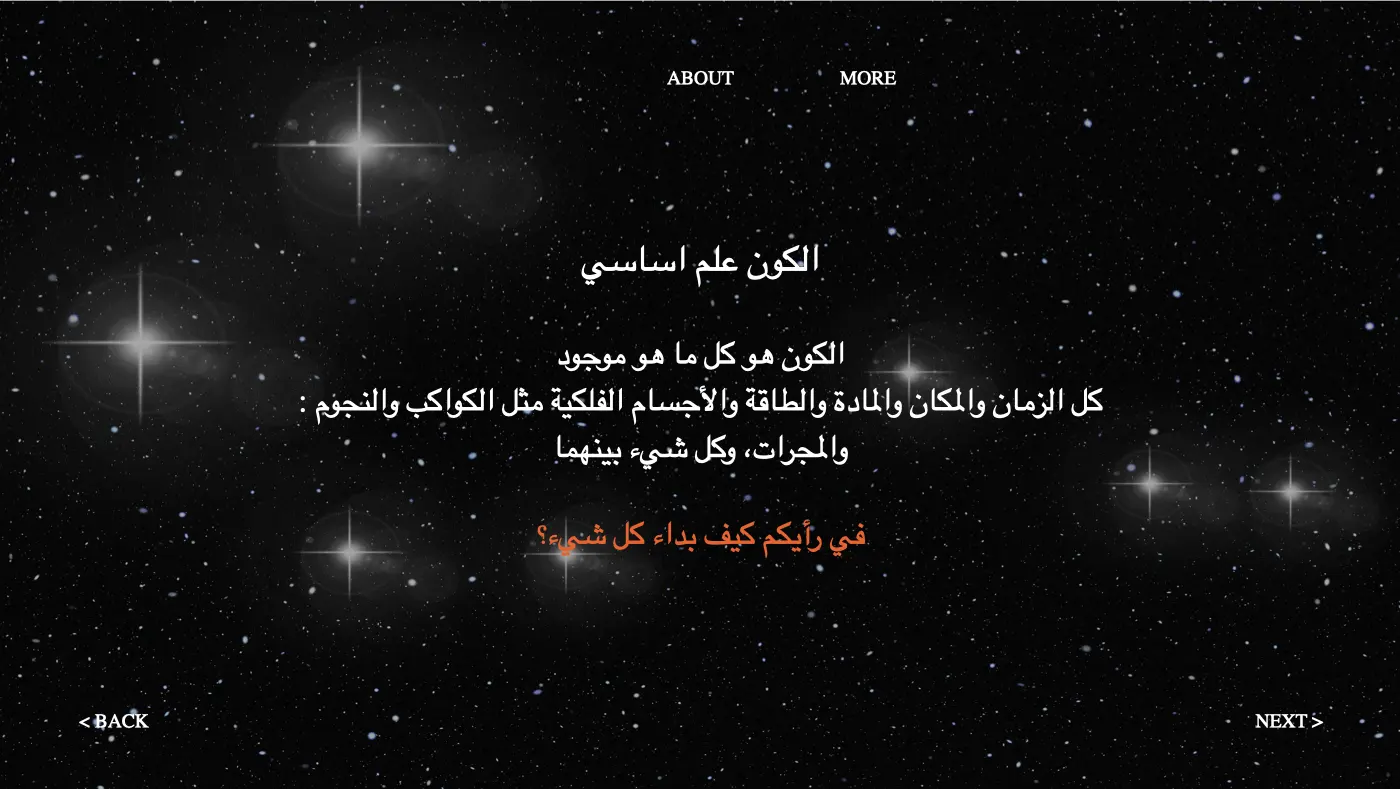 ABOUT
MORE
الكون علم اساسي
الكون هو كل ما هو موجود
كل الزمان والمكان والمادة والطاقة والأجسام الفلكية مثل الكواكب والنجوم :
والمجرات، وكل شيء بينهما
في رأيكم كيف بداء كل شيء؟
< BACK
NEXT >